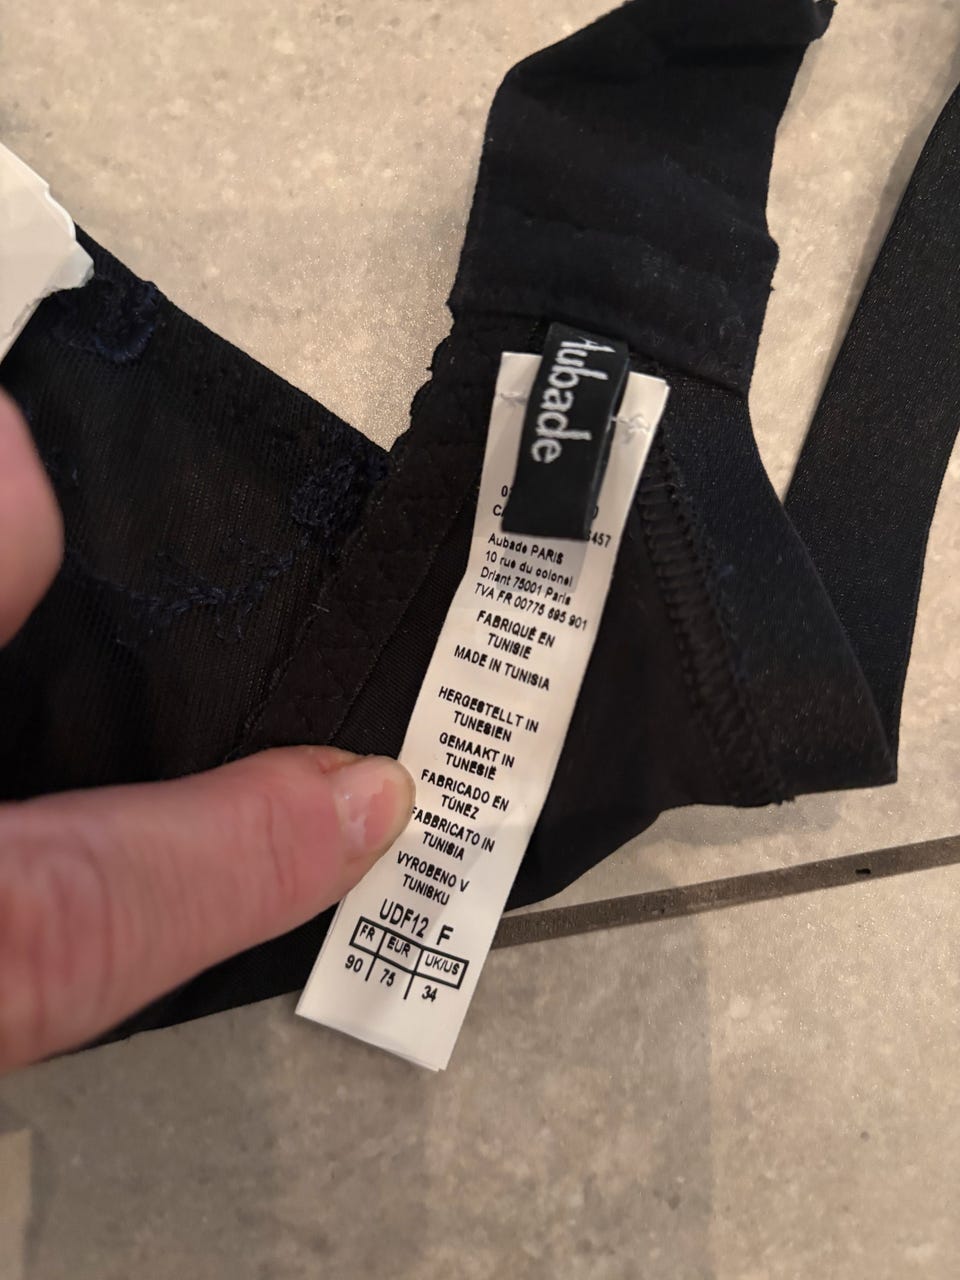 Aubade
Aubade PARIS
10 rue du colonel
Driant 75001 Paris
TVA FR 00775 695 901
FABRIQUÉ EN
TUNISIE
MADE IN TUNISIA
HERGESTELLT IN
TUNESIEN
GEMAAKT IN
TUNESIË
FABRICADO EN
TÚNEZ
FABBRICATO IN
TUNISIA
VYROBENO V
TUNISKU
UDF12 F
FR EUR UK/US
90 75 34